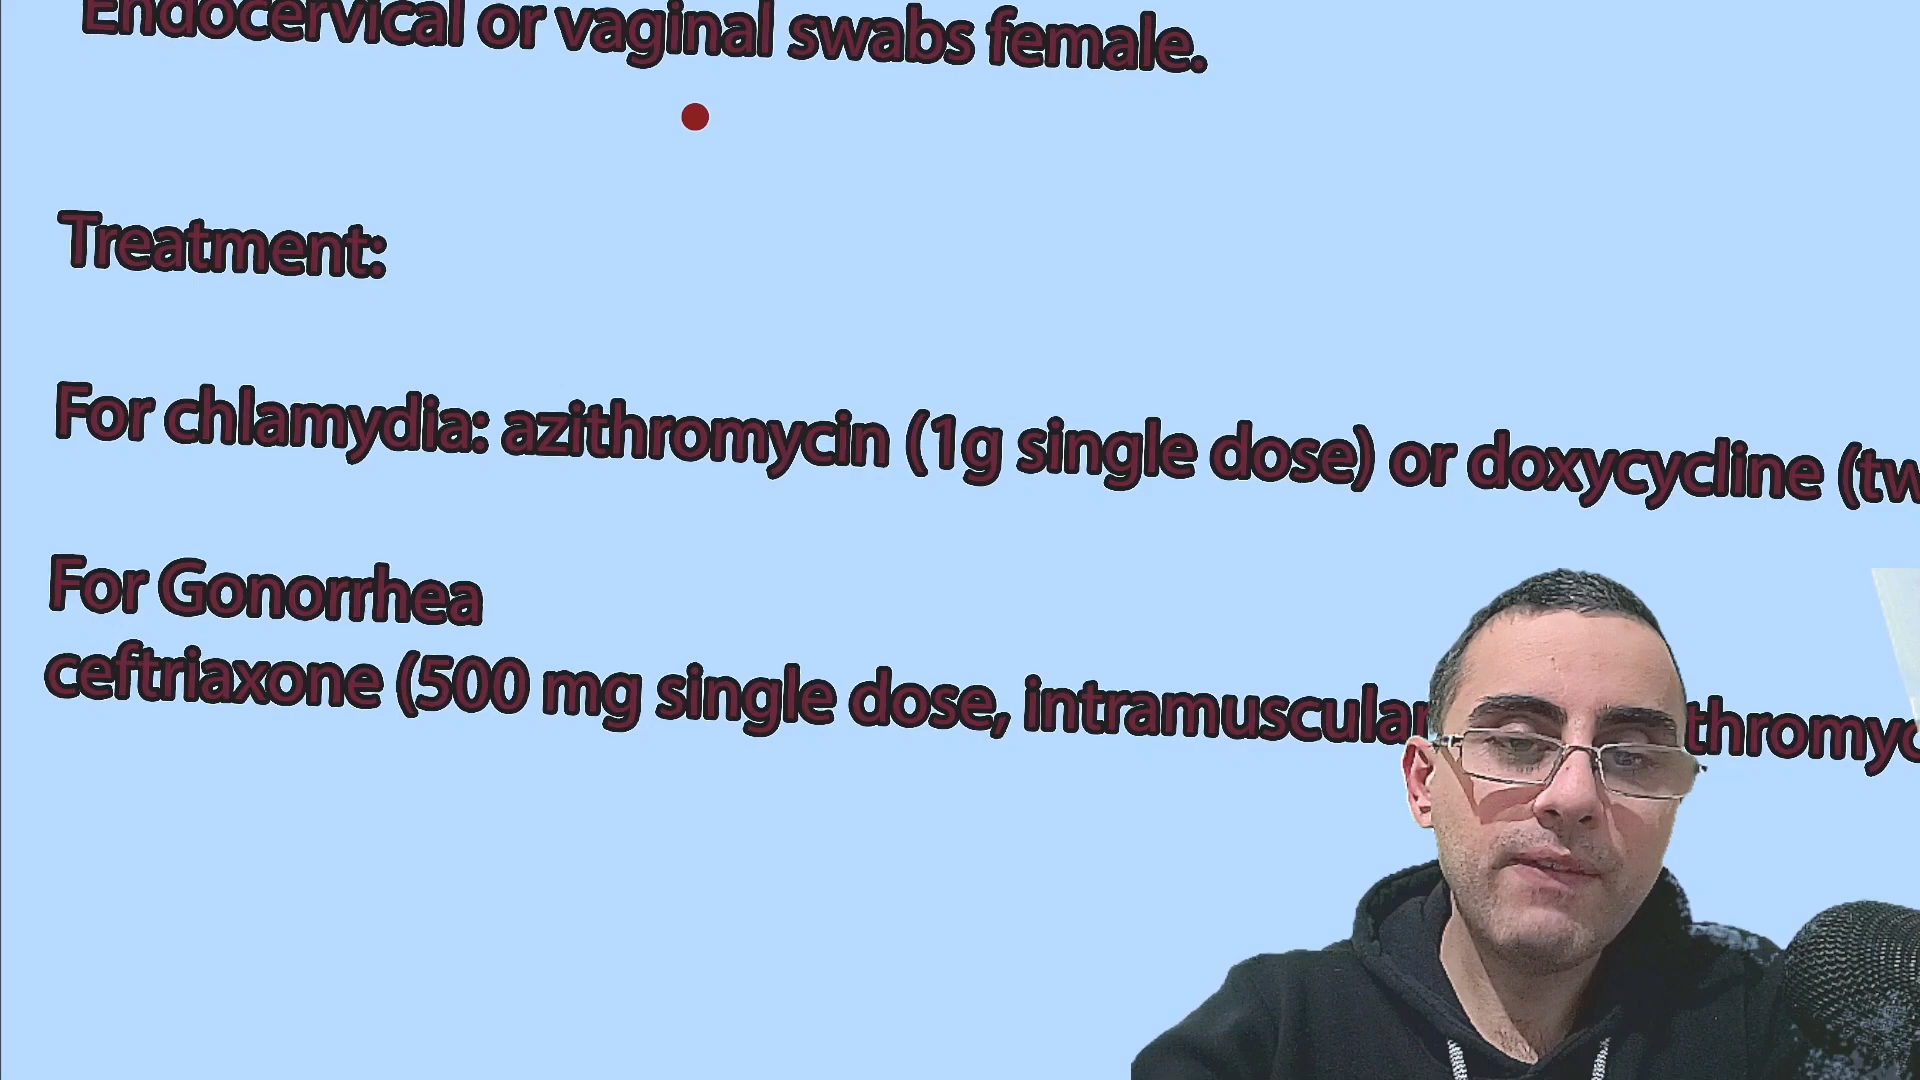 Endocervical or vaginal swabs female.
Treatment:
For chlamydia: azithromycin (1g single dose) or doxycycline (tw
For Gonorrhea
ceftriaxone (500 mg single dose, intramuscular